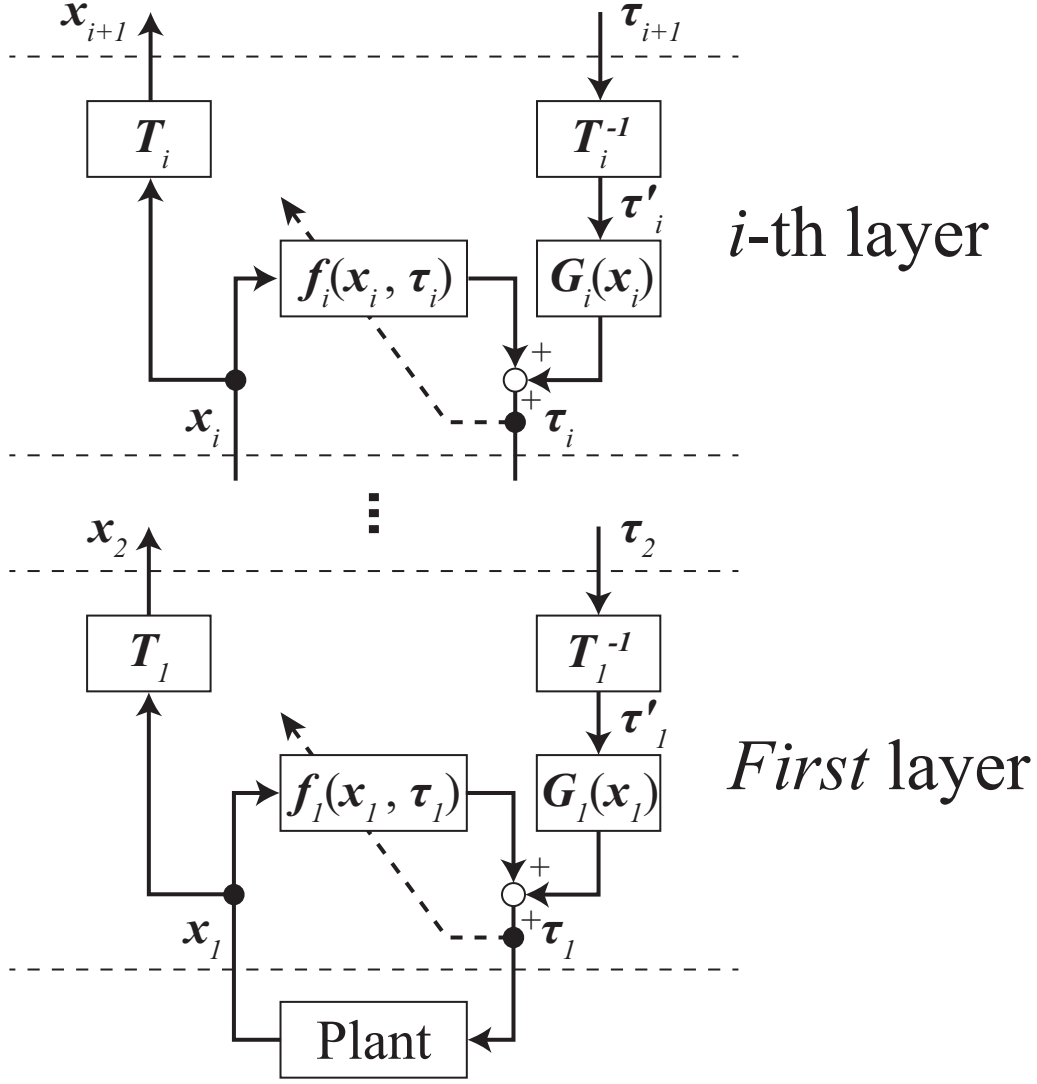 x_{i+1} τ_{i+1}
T_i T_i^{-1}
τ'_i
i-th layer
f_i(x_i, τ_i) G_i(x_i)
+
+
x_i τ_i
⋮
x_2 τ_2
T_1 T_1^{-1}
τ'_1
First layer
f_1(x_1, τ_1) G_1(x_1)
+
+
x_1 τ_1
Plant